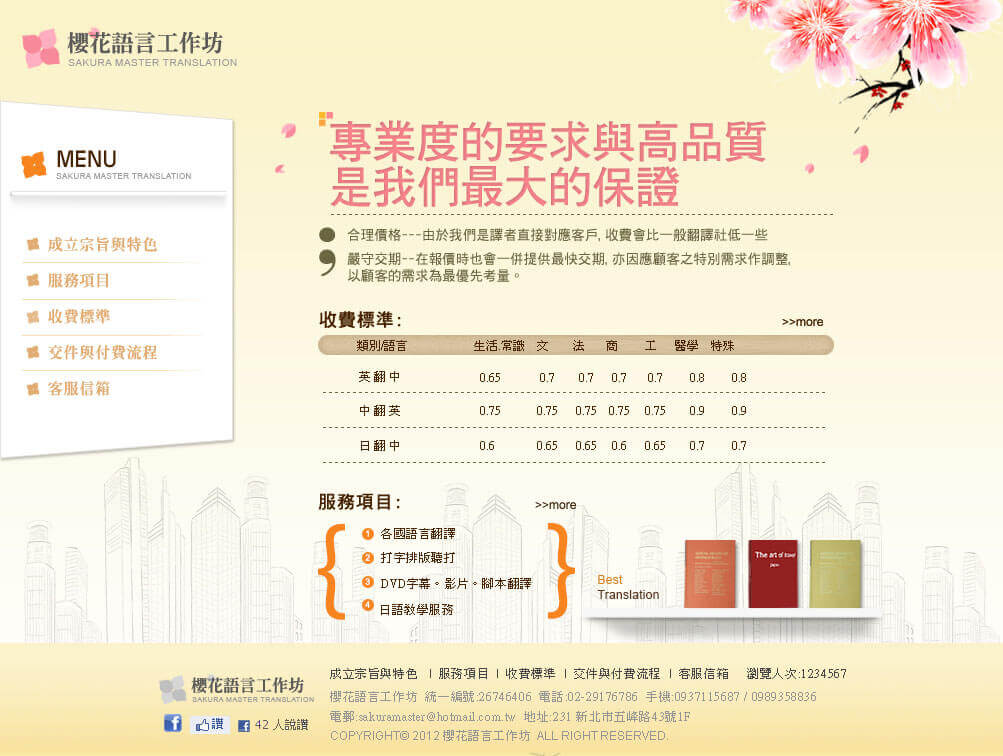 櫻花語言工作坊
SAKURA MASTER TRANSLATION
MENU
SAKURA MASTER TRANSLATION
成立宗旨與特色
服務項目
收費標準
交件與付費流程
客服信箱
專業度的要求與高品質
是我們最大的保證
合理價格---由於我們是譯者直接對應客戶, 收費會比一般翻譯社低一些
嚴守交期--在報價時也會一併提供最快交期, 亦因應顧客之特別需求作調整,
以顧客的需求為最優先考量。
收費標準:
>>more
類別/語言 生活.常識 文 法 商 工 醫學 特殊
英翻中 0.65 0.7 0.7 0.7 0.7 0.8 0.8
中翻英 0.75 0.75 0.75 0.75 0.75 0.9 0.9
日翻中 0.6 0.65 0.65 0.6 0.65 0.7 0.7
服務項目:
>>more
1 各國語言翻譯
2 打字排版聽打
3 DVD字幕。影片。腳本翻譯
4 日語教學服務
Best
Translation
The art of travel
櫻花語言工作坊
SAKURA MASTER TRANSLATION
讚
42 人說讚
成立宗旨與特色 | 服務項目 | 收費標準 | 交件與付費流程 | 客服信箱 瀏覽人次:1234567
櫻花語言工作坊 統一編號:26746406 電話:02-29176786 手機:0937115687 / 0989358836
電郵:sakuramaster@hotmail.com.tw 地址:231 新北市五峰路43號1F
COPYRIGHT© 2012 櫻花語言工作坊 ALL RIGHT RESERVED.